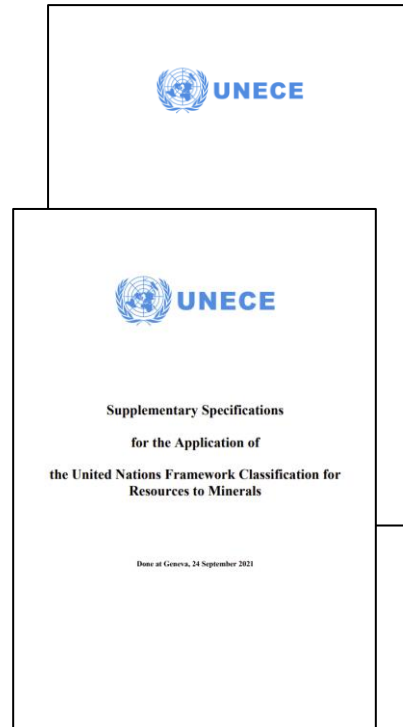 UNECE
UNECE
Supplementary Specifications
for the Application of
the United Nations Framework Classification for
Resources to Minerals
Done at Geneva, 24 September 2021